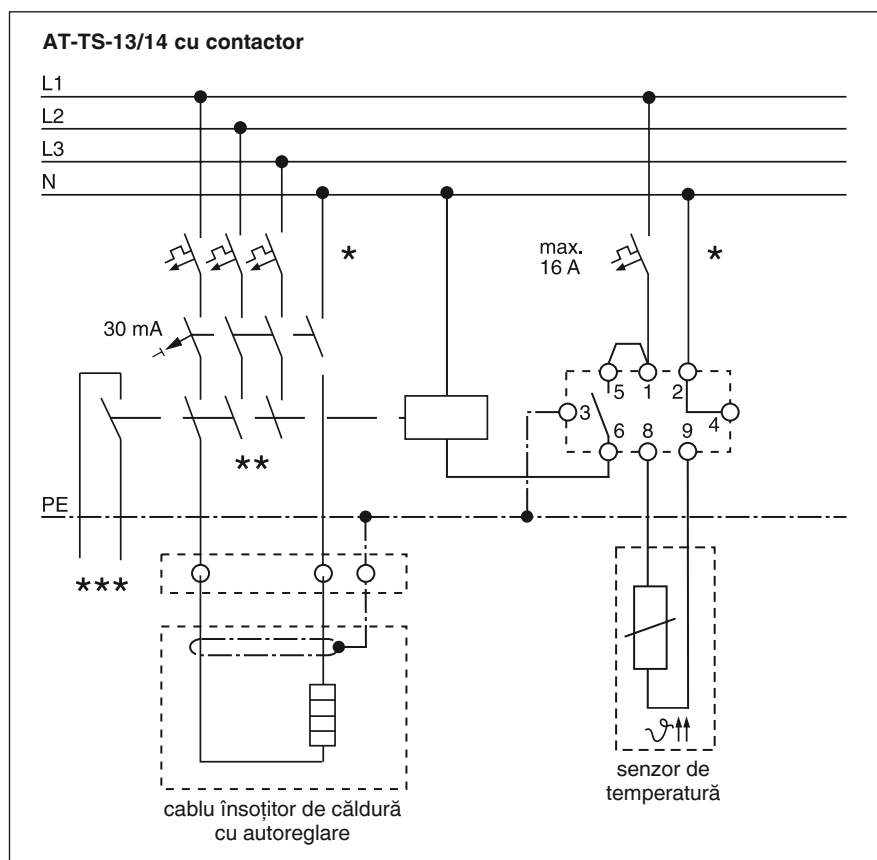 AT-TS-13/14 cu contactor
L1
L2
L3
N
*
max.
16 A
*
30 mA
5
1
2
3
4
6
8
9
**
PE
***
ϑ
senzor de
temperatură
cablu însoțitor de căldură
cu autoreglare